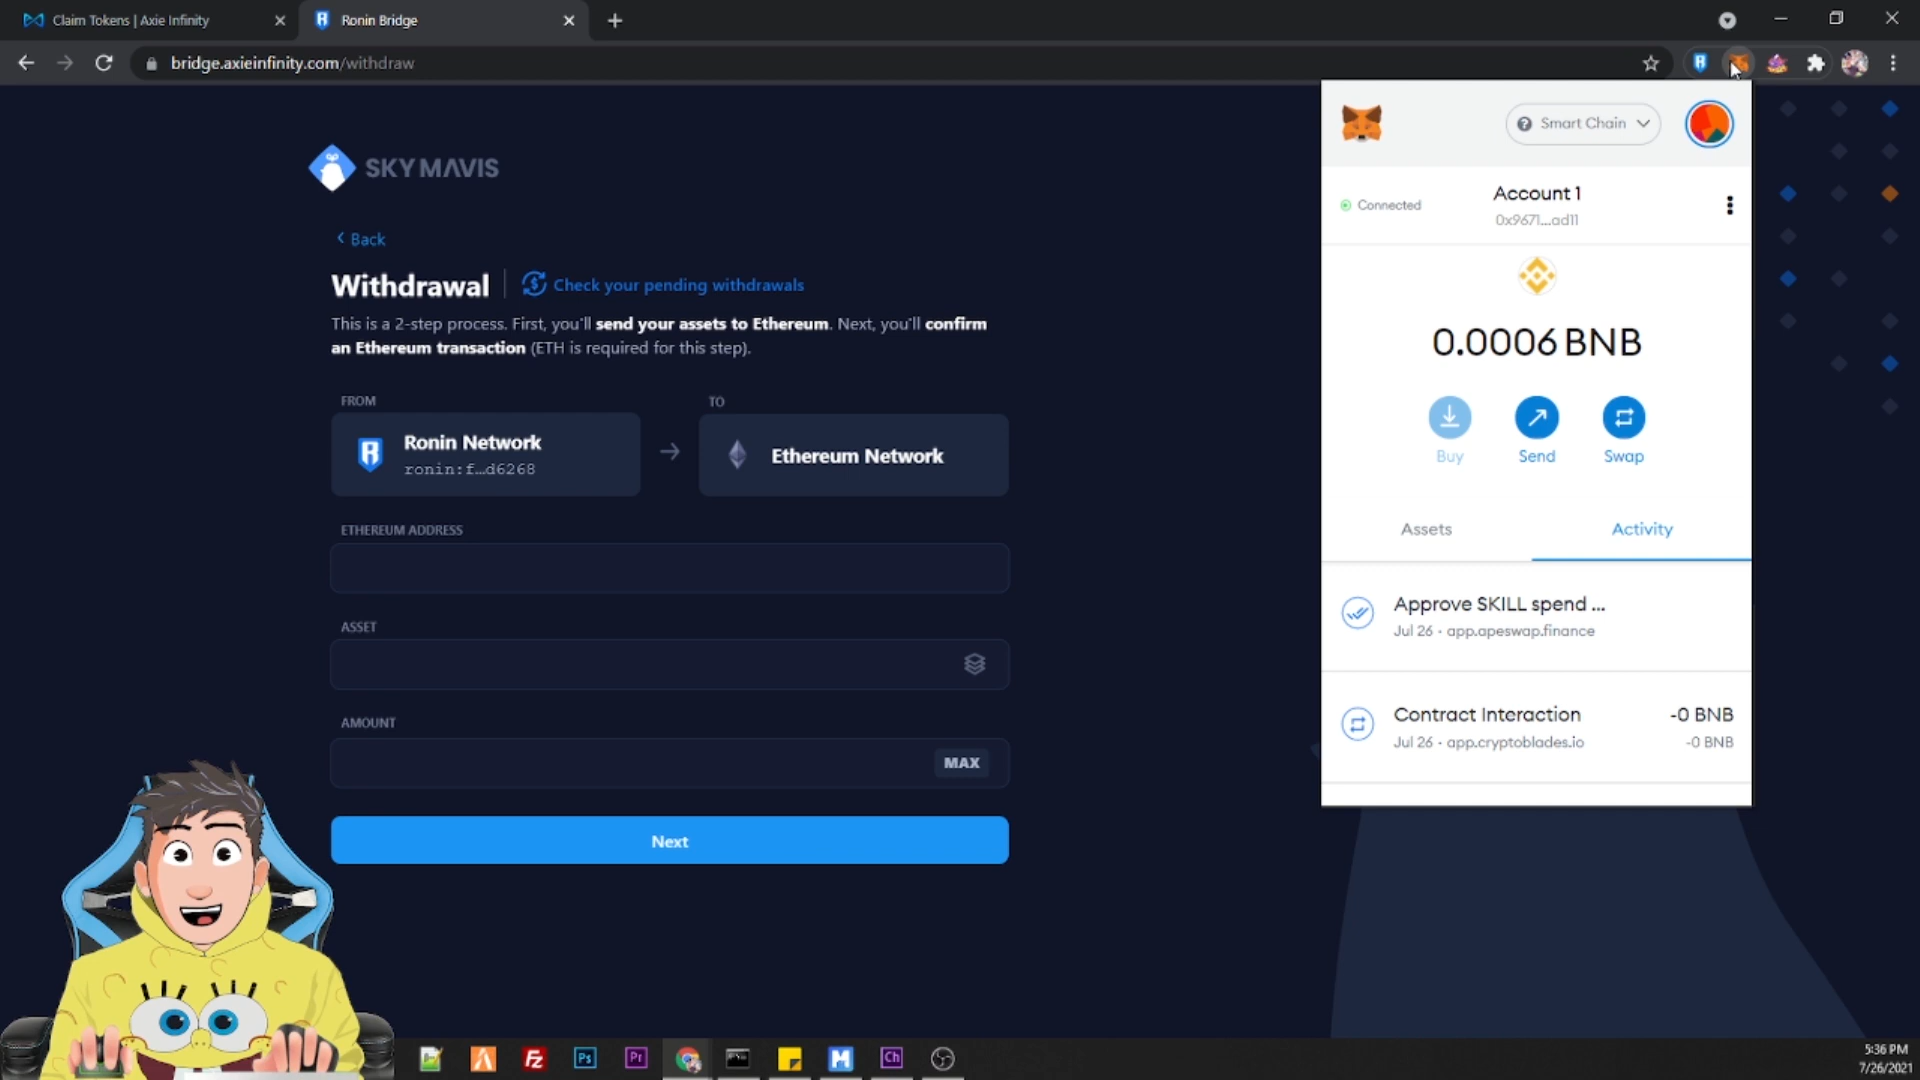 Claim Tokens | Axie Infinity
Ronin Bridge
bridge.axieinfinity.com/withdraw
SKY MAVIS
Back
Withdrawal
Check your pending withdrawals
This is a 2-step process. First, you'll send your assets to Ethereum. Next, you'll confirm
an Ethereum transaction (ETH is required for this step).
FROM
Ronin Network
ronin:f…d6268
TO
Ethereum Network
ETHEREUM ADDRESS
ASSET
AMOUNT
MAX
Next
Smart Chain
Connected
Account 1
0x9671...ad11
0.0006 BNB
Buy
Send
Swap
Assets
Activity
Approve SKILL spend ...
Jul 26 · app.apeswap.finance
Contract Interaction
-0 BNB
Jul 26 · app.cryptoblades.io
-0 BNB
Fz
Ps
Pr
Ch
5:36 PM
7/26/2021